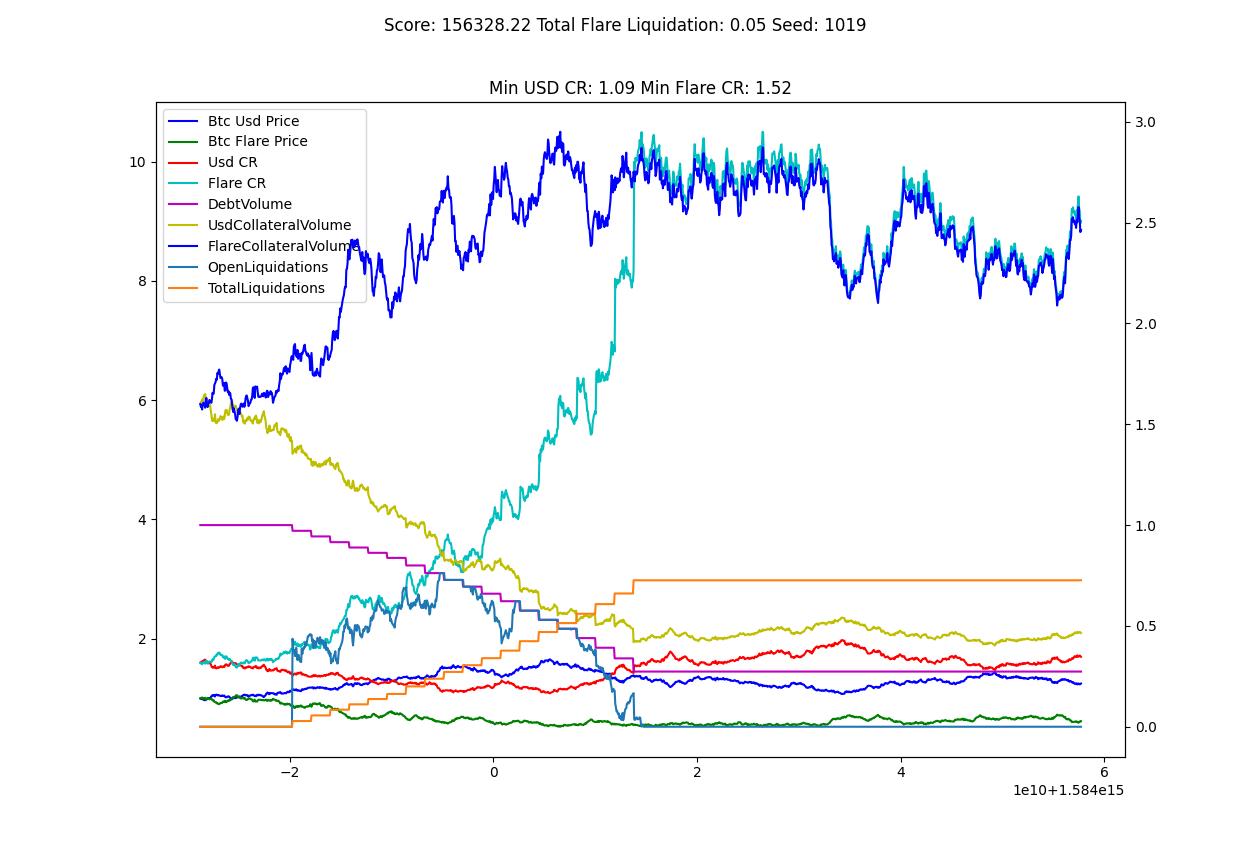 Score: 156328.22 Total Flare Liquidation: 0.05 Seed: 1019
Min USD CR: 1.09 Min Flare CR: 1.52
Btc Usd Price
Btc Flare Price
Usd CR
Flare CR
DebtVolume
UsdCollateralVolume
FlareCollateralVolume
OpenLiquidations
TotalLiquidations
10
8
6
4
2
3.0
2.5
2.0
1.5
1.0
0.5
0.0
−2
0
2
4
6
1e10+1.584e15